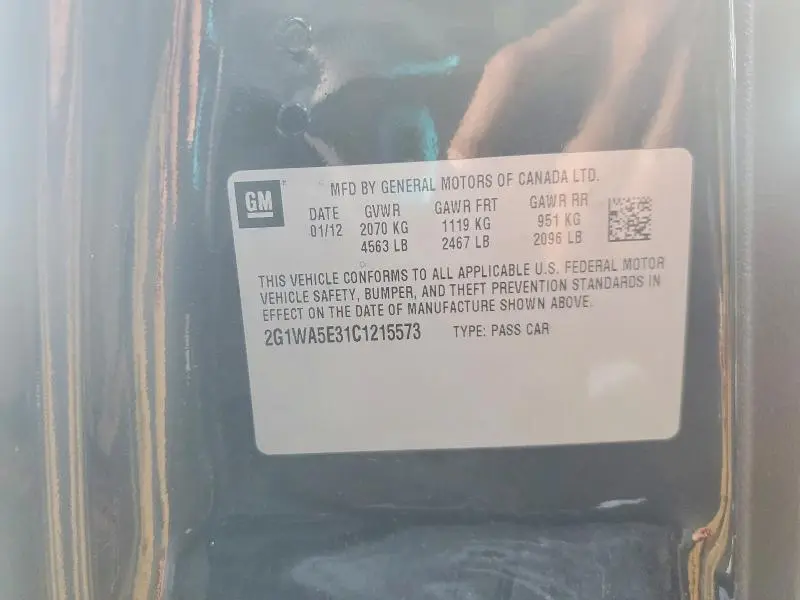 GM
MFD BY GENERAL MOTORS OF CANADA LTD.
DATE GVWR GAWR FRT GAWR RR
01/12 2070 KG 1119 KG 951 KG
4563 LB 2467 LB 2096 LB
THIS VEHICLE CONFORMS TO ALL APPLICABLE U.S. FEDERAL MOTOR
VEHICLE SAFETY, BUMPER, AND THEFT PREVENTION STANDARDS IN
EFFECT ON THE DATE OF MANUFACTURE SHOWN ABOVE.
2G1WA5E31C1215573 TYPE: PASS CAR